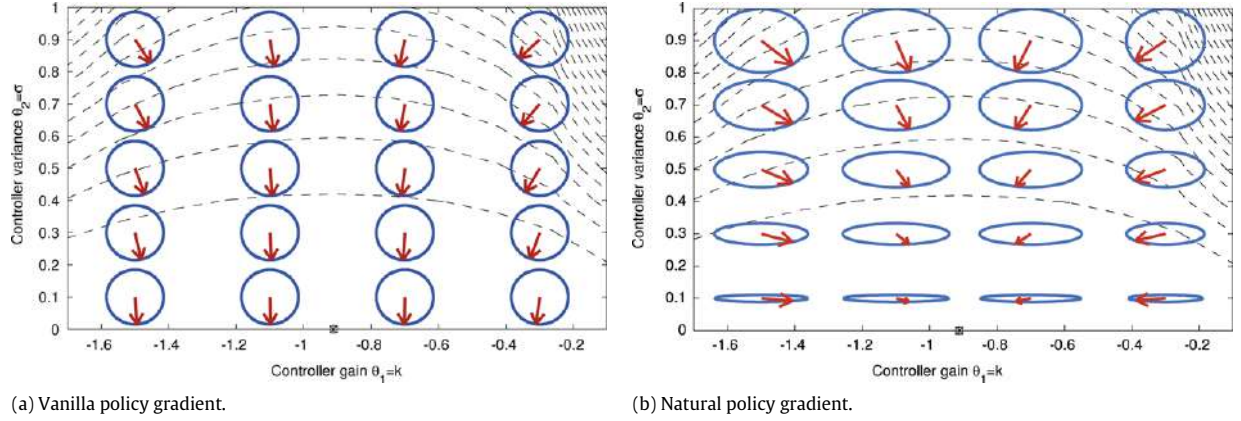 1
0.9
0.8
0.7
0.6
0.5
0.4
0.3
0.2
0.1
0
Controller variance θ2=σ
-1.6 -1.4 -1.2 -1 -0.8 -0.6 -0.4 -0.2
Controller gain θ1=k
(a) Vanilla policy gradient.
1
0.9
0.8
0.7
0.6
0.5
0.4
0.3
0.2
0.1
0
Controller variance θ2=σ
-1.6 -1.4 -1.2 -1 -0.8 -0.6 -0.4 -0.2
Controller gain θ1=k
(b) Natural policy gradient.